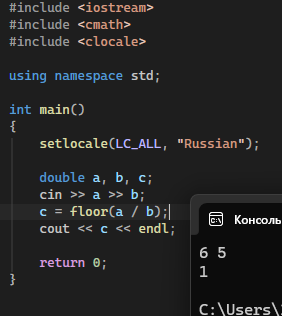 #include <iostream>
#include <cmath>
#include <clocale>
using namespace std;
int main()
{
setlocale(LC_ALL, "Russian");
double a, b, c;
cin >> a >> b;
c = floor(a / b);
cout << c << endl;
return 0;
}
Консоль
6 5
1
C:\Users\